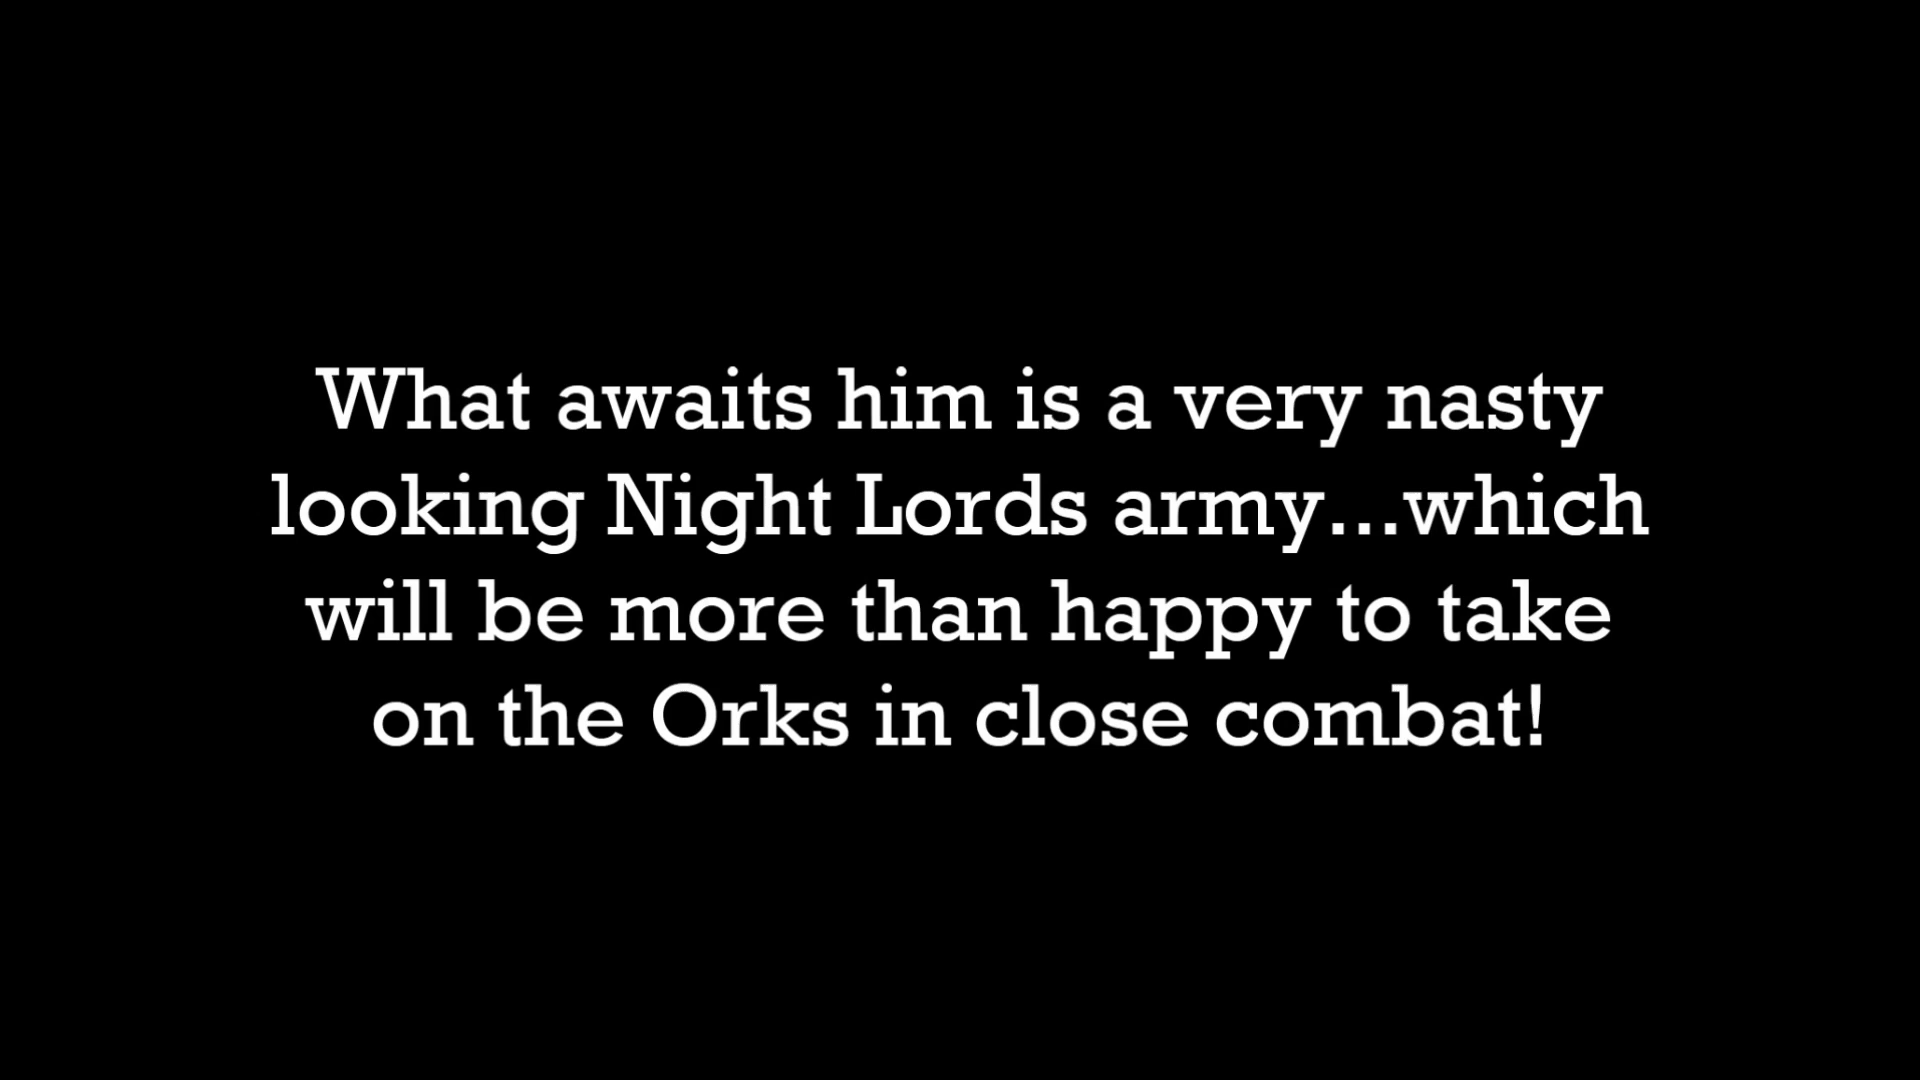 What awaits him is a very nasty
looking Night Lords army...which
will be more than happy to take
on the Orks in close combat!